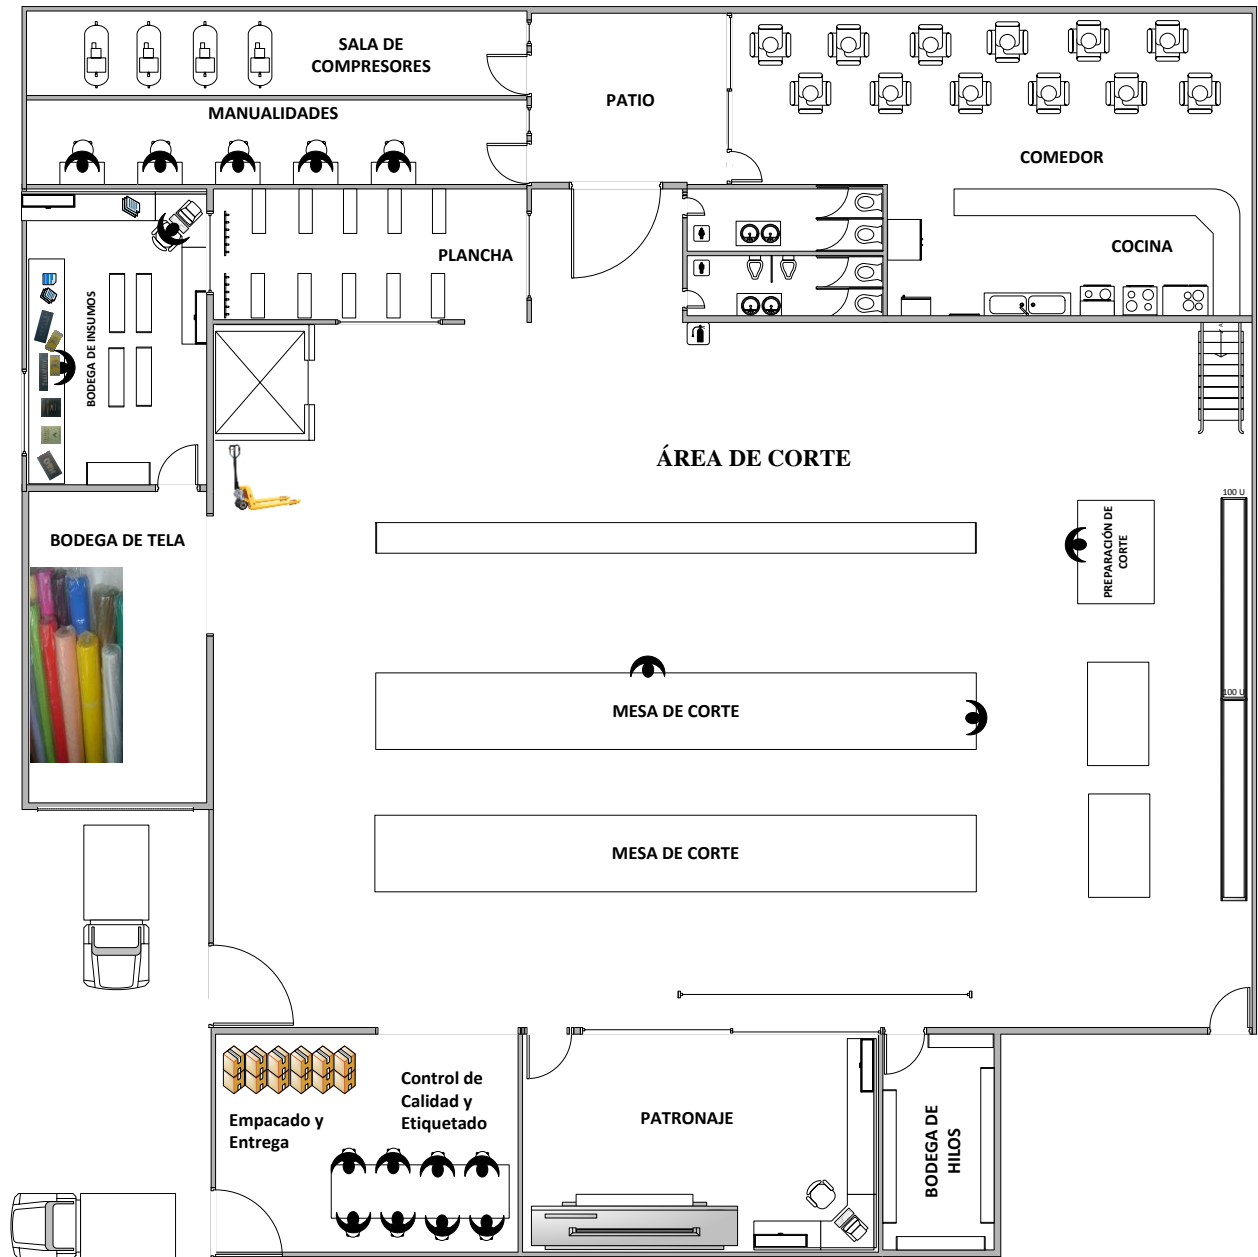 SALA DE
COMPRESORES
MANUALIDADES
PATIO
COMEDOR
PLANCHA
COCINA
BODEGA DE INSUMOS
ÁREA DE CORTE
100 U
PREPARACIÓN DE
CORTE
BODEGA DE TELA
100 U
MESA DE CORTE
MESA DE CORTE
Control de
Calidad y
Etiquetado
Empacado y
Entrega
PATRONAJE
BODEGA DE
HILOS